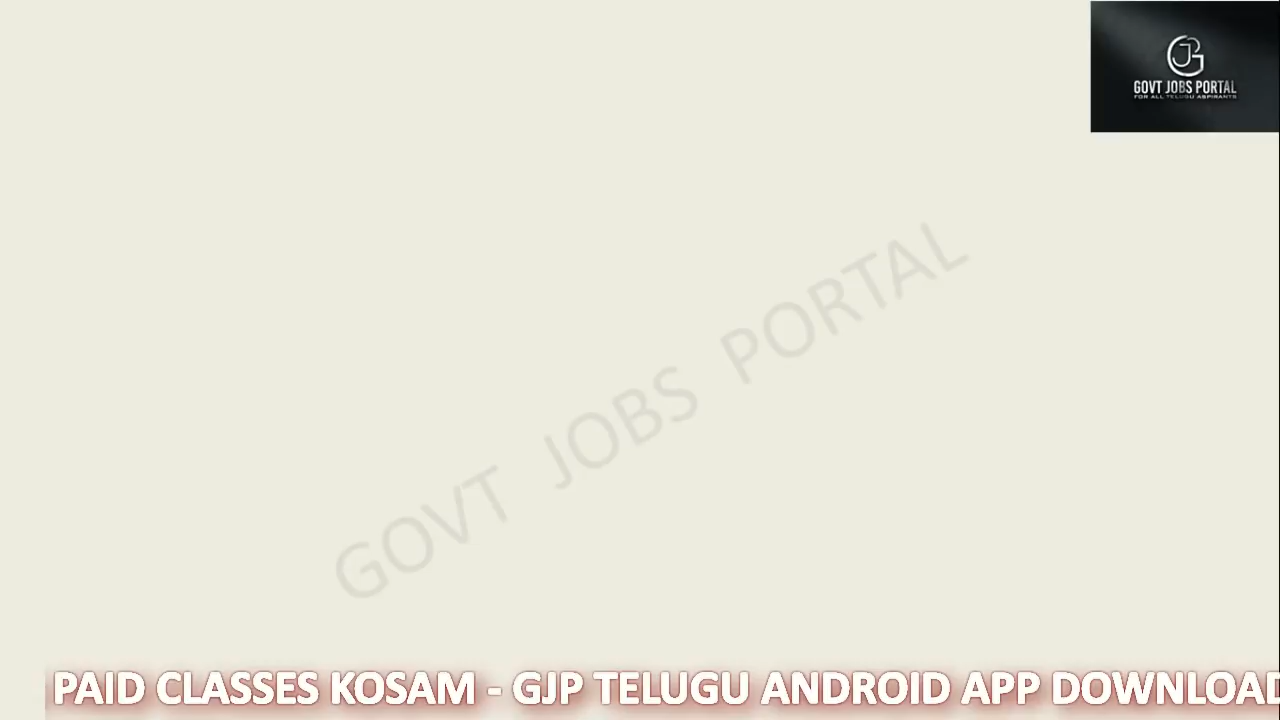 GOVT JOBS PORTAL
FOR ALL TELUGU ASPIRANTS
GOVT JOBS PORTAL
PAID CLASSES KOSAM - GJP TELUGU ANDROID APP DOWNLOAD